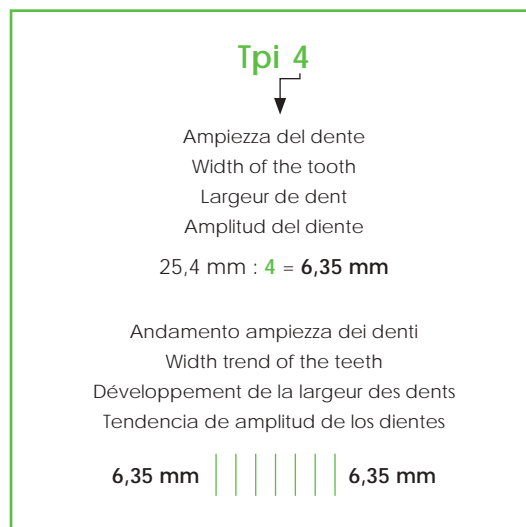 Tpi 4
Ampiezza del dente
Width of the tooth
Largeur de dent
Amplitud del diente
25,4 mm : 4 = 6,35 mm
Andamento ampiezza dei denti
Width trend of the teeth
Développement de la largeur des dents
Tendencia de amplitud de los dientes
6,35 mm 6,35 mm